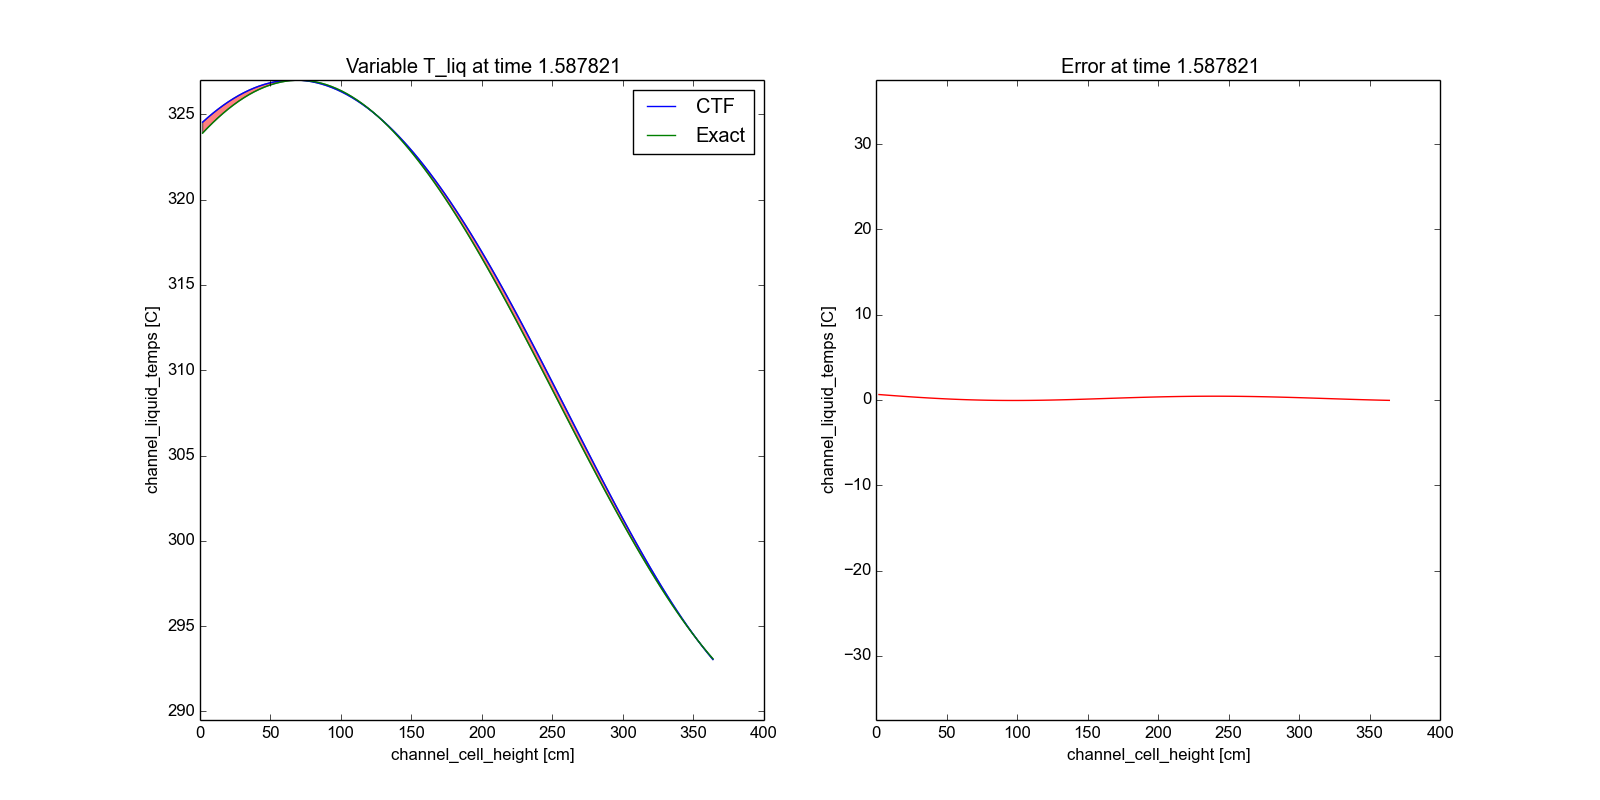 Variable T_liq at time 1.587821
325
320
315
310
305
300
295
290
channel_liquid_temps [C]
CTF
Exact
0 50 100 150 200 250 300 350 400
channel_cell_height [cm]
Error at time 1.587821
30
20
10
0
−10
−20
−30
channel_liquid_temps [C]
0 50 100 150 200 250 300 350 400
channel_cell_height [cm]